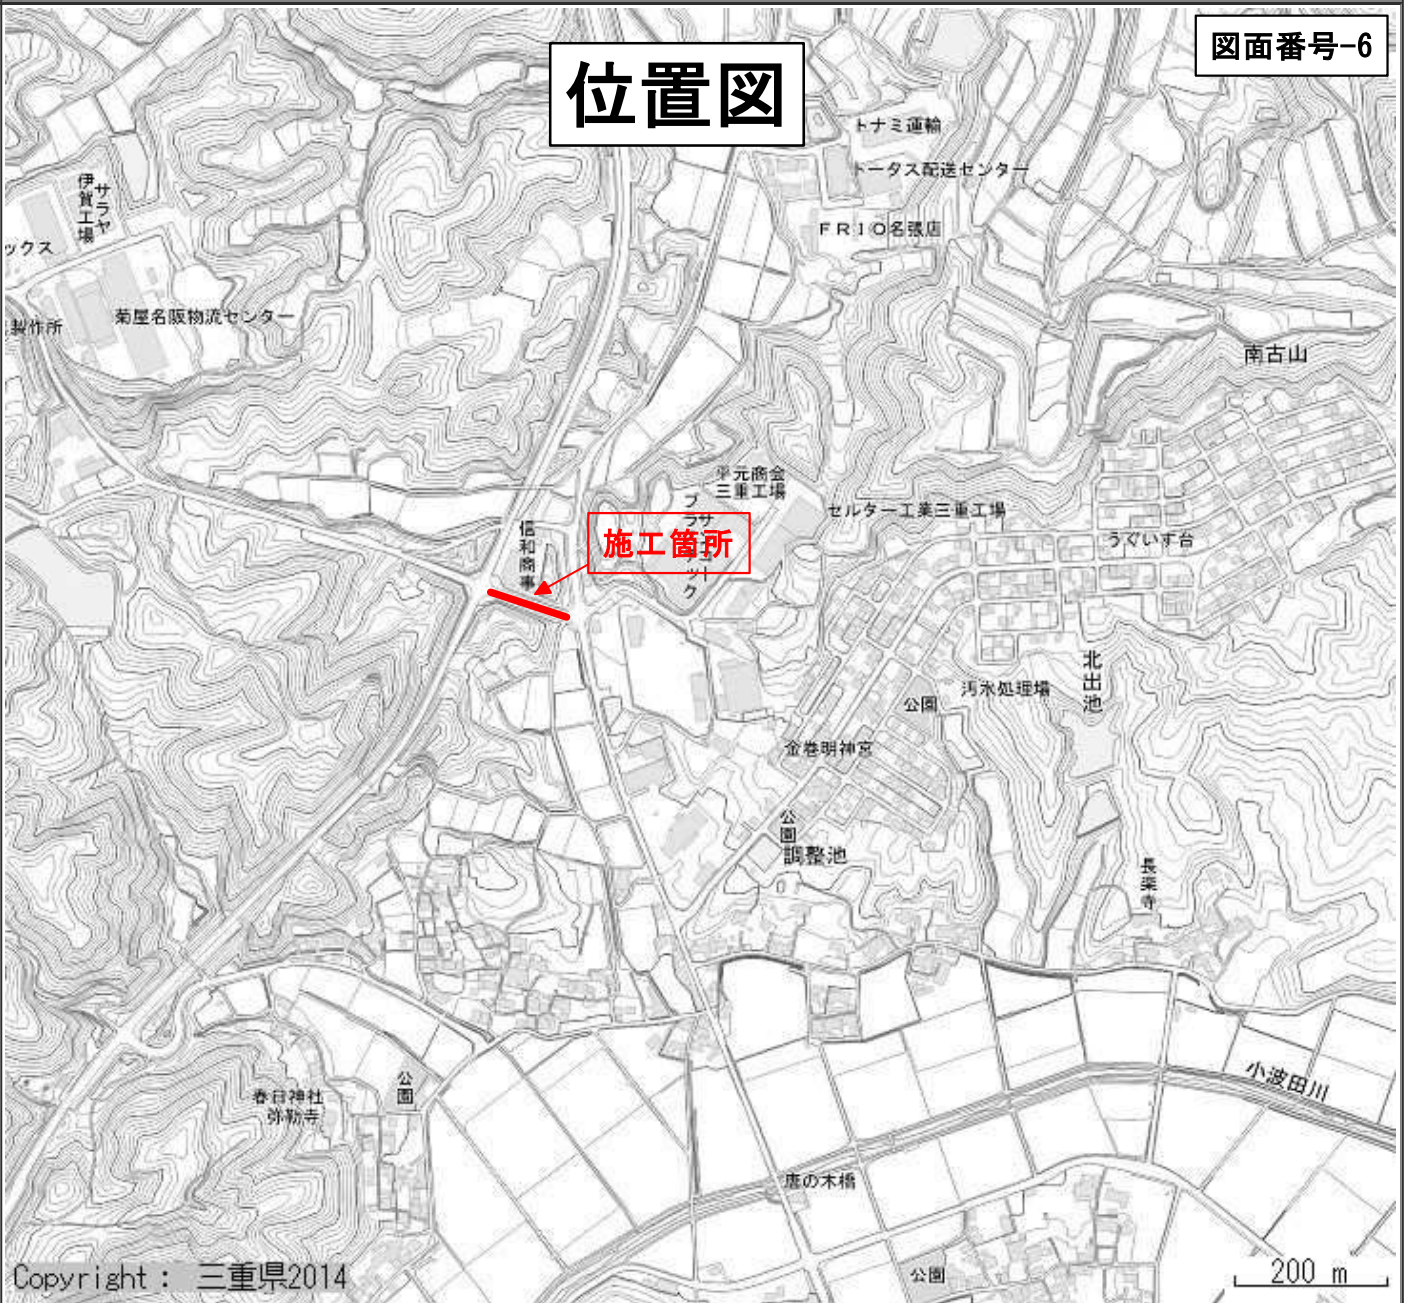 図面番号-6
位置図
トナミ運輸
トータス配送センター
サラヤ
伊賀工場
FRIO名張店
ックス
菊屋名阪物流センター
製作所
南古山
平元商会
三重工場
セルター工業三重工場
信和商事
施工箇所
うぐいす台
北出池
汚水処理場
公園
金巻明神宮
公園
調整池
長楽寺
小波田川
公園
春日神社
弥勒寺
唐の木橋
公園
Copyright : 三重県2014
200 m